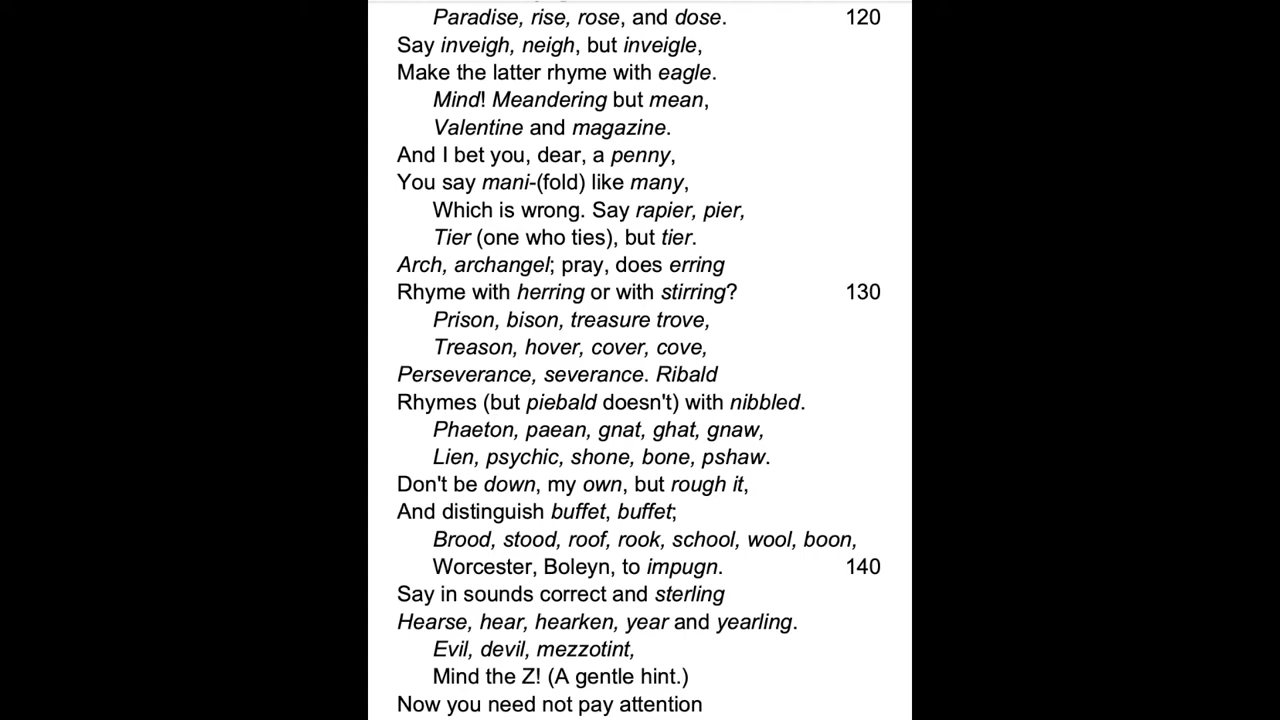 Paradise, rise, rose, and dose. 120
Say inveigh, neigh, but inveigle,
Make the latter rhyme with eagle.
Mind! Meandering but mean,
Valentine and magazine.
And I bet you, dear, a penny,
You say mani-(fold) like many,
Which is wrong. Say rapier, pier,
Tier (one who ties), but tier.
Arch, archangel; pray, does erring
Rhyme with herring or with stirring? 130
Prison, bison, treasure trove,
Treason, hover, cover, cove,
Perseverance, severance. Ribald
Rhymes (but piebald doesn't) with nibbled.
Phaeton, paean, gnat, ghat, gnaw,
Lien, psychic, shone, bone, pshaw.
Don't be down, my own, but rough it,
And distinguish buffet, buffet;
Brood, stood, roof, rook, school, wool, boon,
Worcester, Boleyn, to impugn. 140
Say in sounds correct and sterling
Hearse, hear, hearken, year and yearling.
Evil, devil, mezzotint,
Mind the Z! (A gentle hint.)
Now you need not pay attention